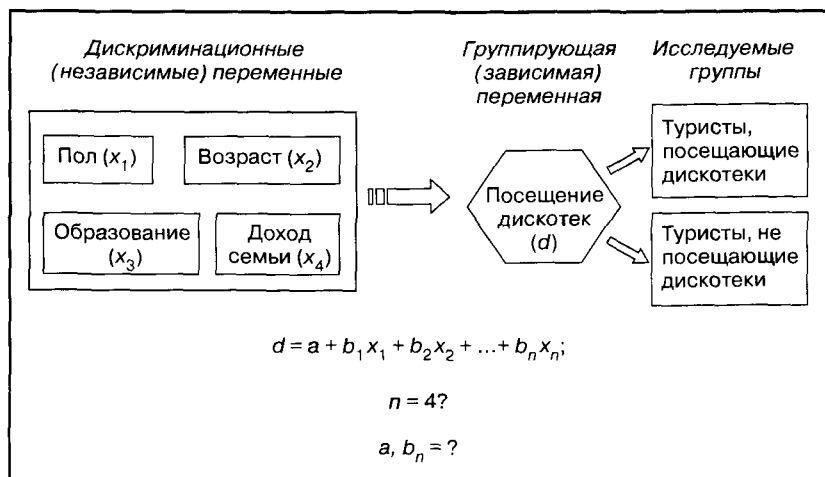 Дискриминационные
(независимые) переменные
Группирующая
(зависимая)
переменная
Исследуемые
группы
Пол (x₁)
Возраст (x₂)
Образование
(x₃)
Доход
семьи (x₄)
Посещение
дискотек
(d)
Туристы,
посещающие
дискотеки
Туристы, не
посещающие
дискотеки
d = a + b₁x₁ + b₂x₂ + ...+ bₙxₙ;
n = 4?
a, bₙ = ?